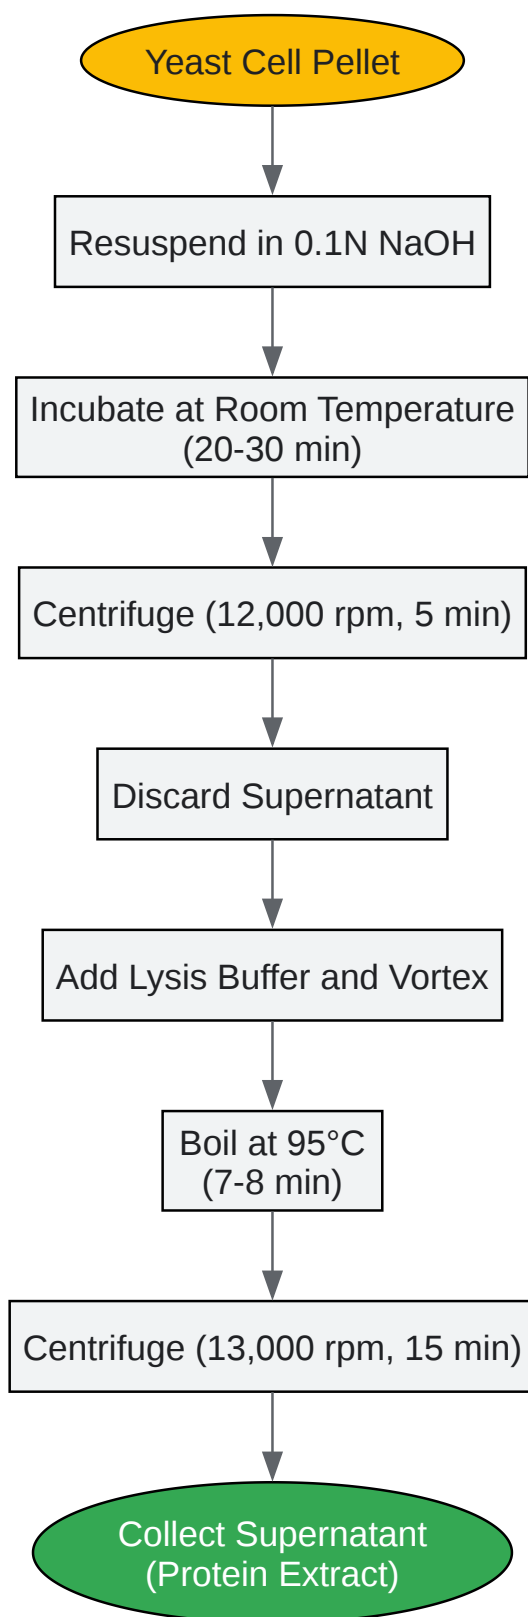 Yeast Cell Pellet
Resuspend in 0.1N NaOH
Incubate at Room Temperature
(20-30 min)
Centrifuge (12,000 rpm, 5 min)
Discard Supernatant
Add Lysis Buffer and Vortex
Boil at 95°C
(7-8 min)
Centrifuge (13,000 rpm, 15 min)
Collect Supernatant
(Protein Extract)